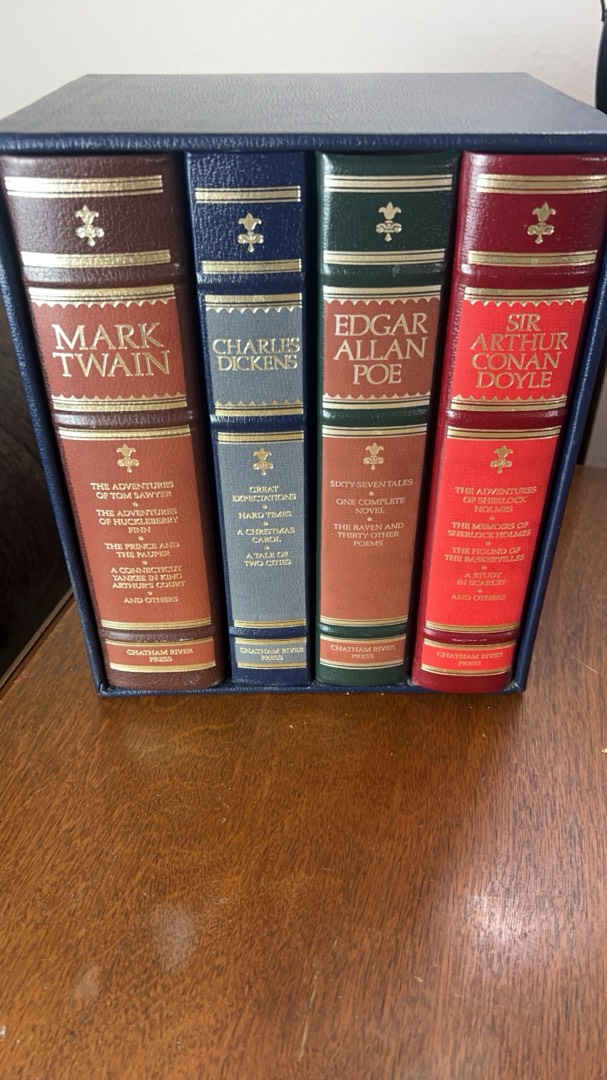 MARK
TWAIN
THE ADVENTURES
OF TOM SAWYER
THE ADVENTURES
OF HUCKLEBERRY
FINN
THE PRINCE AND
THE PAUPER
A CONNECTICUT
YANKEE IN KING
ARTHUR'S COURT
AND OTHERS
CHATHAM RIVER
PRESS
CHARLES
DICKENS
GREAT
EXPECTATIONS
HARD TIMES
A CHRISTMAS
CAROL
A TALE OF
TWO CITIES
CHATHAM RIVER
PRESS
EDGAR
ALLAN
POE
SIXTY-SEVEN TALES
ONE COMPLETE
NOVEL
THE RAVEN AND
THIRTY OTHER
POEMS
CHATHAM RIVER
PRESS
SIR
ARTHUR
CONAN
DOYLE
THE ADVENTURES
OF SHERLOCK
HOLMES
THE MEMOIRS OF
SHERLOCK HOLMES
THE HOUND OF
THE BASKERVILLES
A STUDY
IN SCARLET
AND OTHERS
CHATHAM RIVER
PRESS